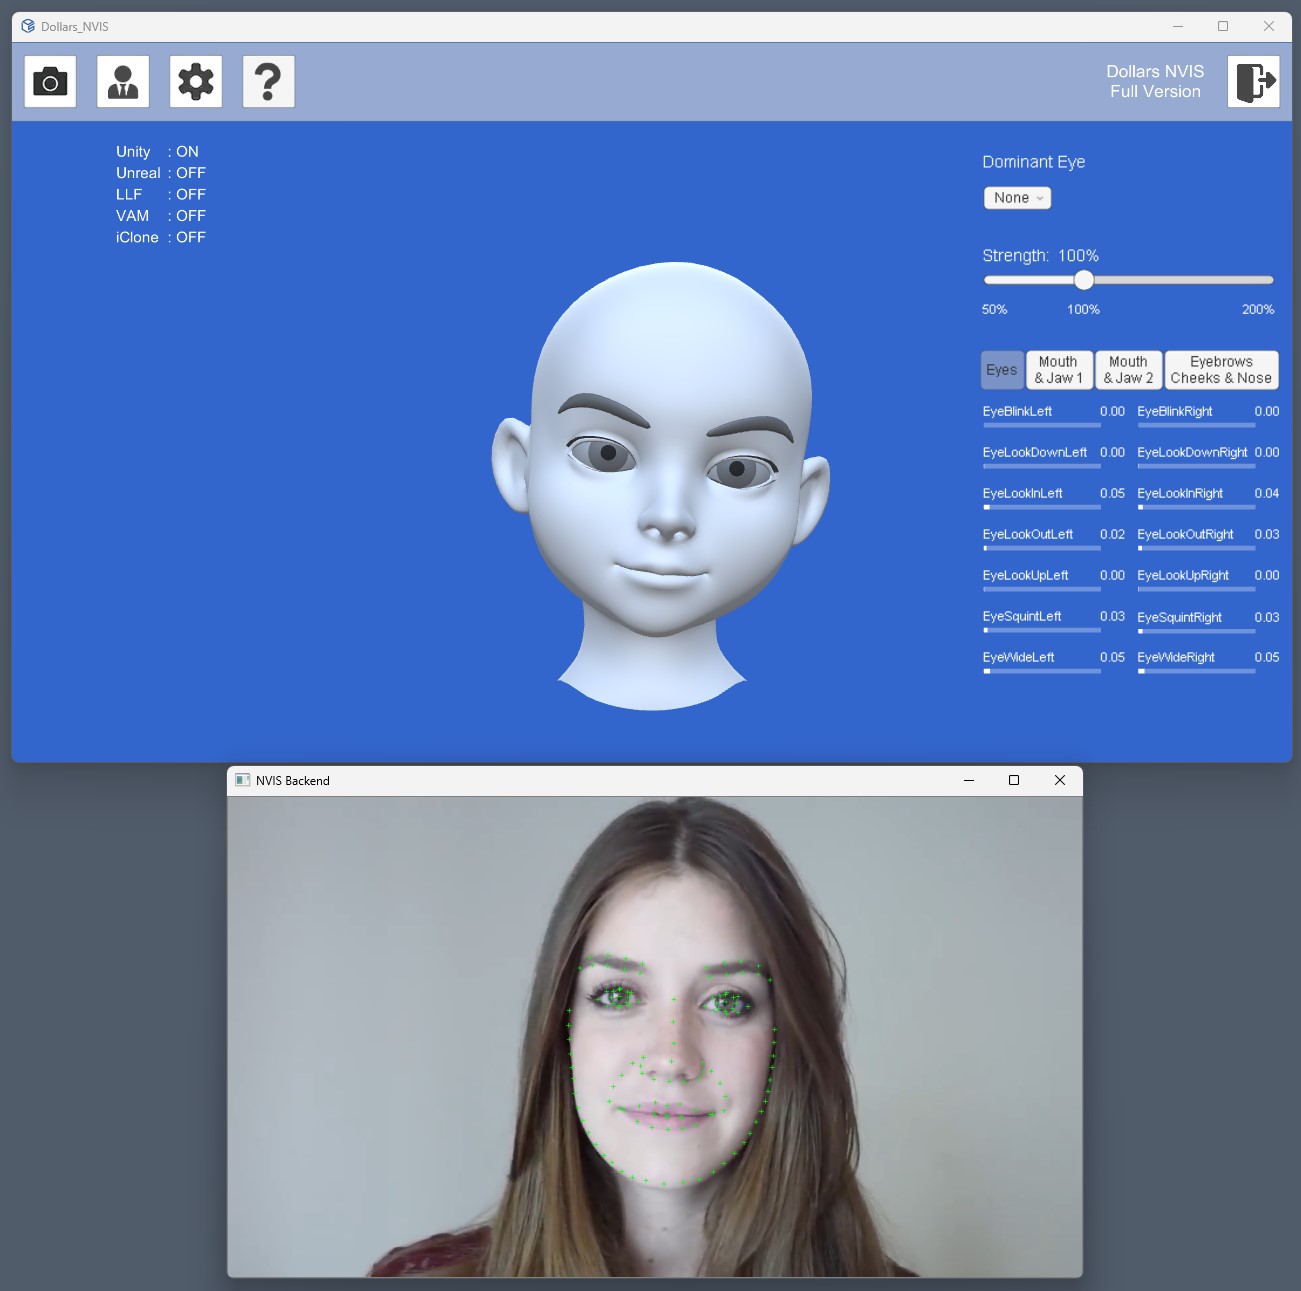 Dollars_NVIS
Dollars NVIS
Full Version
Unity : ON
Unreal : OFF
LLF : OFF
VAM : OFF
iClone : OFF
Dominant Eye
None
Strength: 100%
50% 100% 200%
Eyes
Mouth
& Jaw 1
Mouth
& Jaw 2
Eyebrows
Cheeks & Nose
EyeBlinkLeft 0.00 EyeBlinkRight 0.00
EyeLookDownLeft 0.00 EyeLookDownRight 0.00
EyeLookInLeft 0.05 EyeLookInRight 0.04
EyeLookOutLeft 0.02 EyeLookOutRight 0.03
EyeLookUpLeft 0.00 EyeLookUpRight 0.00
EyeSquintLeft 0.03 EyeSquintRight 0.03
EyeWideLeft 0.05 EyeWideRight 0.05
NVIS Backend